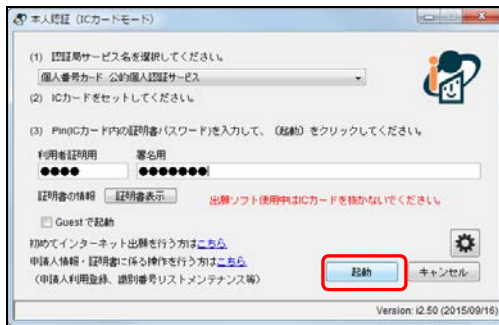 本人認証（ICカードモード）
(1) 認証局サービス名を選択してください。
個人番号カード 公的個人認証サービス
(2) ICカードをセットしてください。
(3) Pin(ICカード内の証明書パスワード)を入力して、（起動）をクリックしてください。
利用者証明用 署名用
●●●● ●●●●●●●
証明書の情報 証明書表示 出願ソフト使用中はICカードを抜かないでください。
Guestで起動
初めてインターネット出願を行う方はこちら
申請人情報・証明書に係る操作を行う方はこちら
（申請人利用登録、識別番号リストメンテナンス等）
起動 キャンセル
Version: i2.50 (2015/09/16)